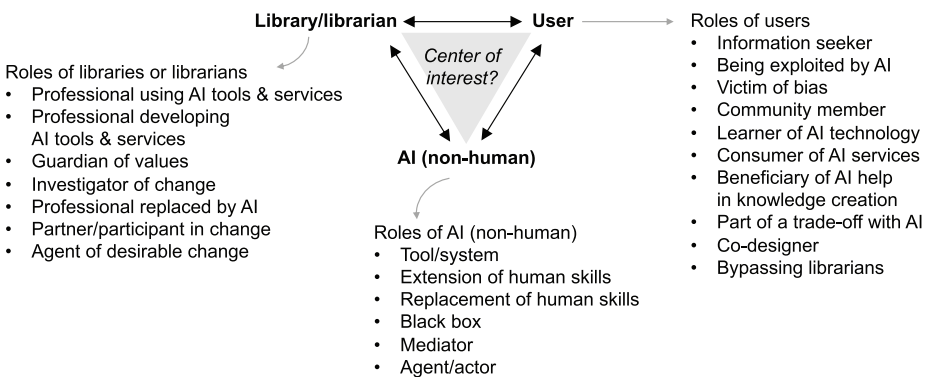 Library/librarian
User
Center of
interest?
AI (non-human)
Roles of libraries or librarians
• Professional using AI tools & services
• Professional developing
AI tools & services
• Guardian of values
• Investigator of change
• Professional replaced by AI
• Partner/participant in change
• Agent of desirable change
Roles of AI (non-human)
• Tool/system
• Extension of human skills
• Replacement of human skills
• Black box
• Mediator
• Agent/actor
Roles of users
• Information seeker
• Being exploited by AI
• Victim of bias
• Community member
• Learner of AI technology
• Consumer of AI services
• Beneficiary of AI help
in knowledge creation
• Part of a trade-off with AI
• Co-designer
• Bypassing librarians